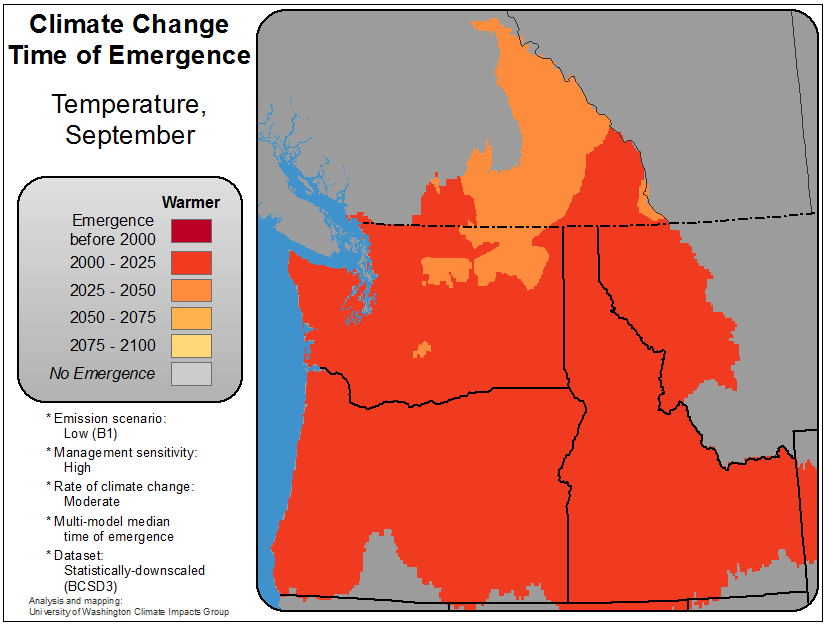 Climate Change
Time of Emergence
Temperature,
September
Warmer
Emergence
before 2000
2000 - 2025
2025 - 2050
2050 - 2075
2075 - 2100
No Emergence
* Emission scenario:
Low (B1)
* Management sensitivity:
High
* Rate of climate change:
Moderate
* Multi-model median
time of emergence
* Dataset:
Statistically-downscaled
(BCSD3)
Analysis and mapping:
University of Washington Climate Impacts Group